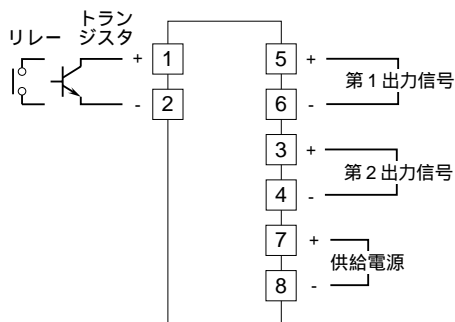 トラン
ジスタ
リレー
+ 1
- 2
5 +
第1出力信号
6 -
3 +
第2出力信号
4 -
7 +
供給電源
8 -